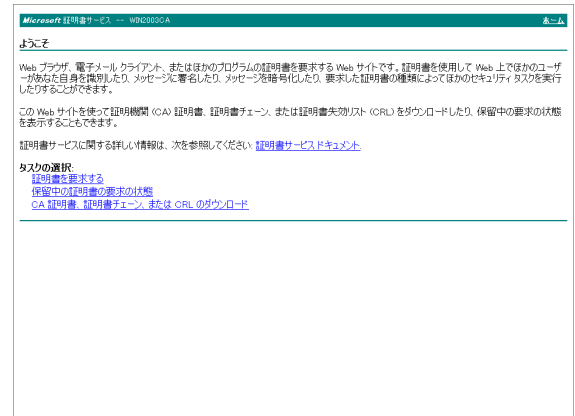 Microsoft 証明書サービス -- WIN2003CA ホーム
ようこそ
Web ブラウザ、電子メール クライアント、またはほかのプログラムの証明書を要求する Web サイトです。証明書を使用して Web 上でほかのユーザ
ーがあなた自身を識別したり、メッセージに署名したり、メッセージを暗号化したり、要求した証明書の種類によってほかのセキュリティ タスクを実行
したりすることができます。
この Web サイトを使って証明機関 (CA) 証明書、証明書チェーン、または証明書失効リスト (CRL) をダウンロードしたり、保留中の要求の状態
を表示することもできます。
証明書サービスに関する詳しい情報は、次を参照してください: 証明書サービス ドキュメント.
タスクの選択:
証明書を要求する
保留中の証明書の要求の状態
CA 証明書、証明書チェーン、または CRL のダウンロード